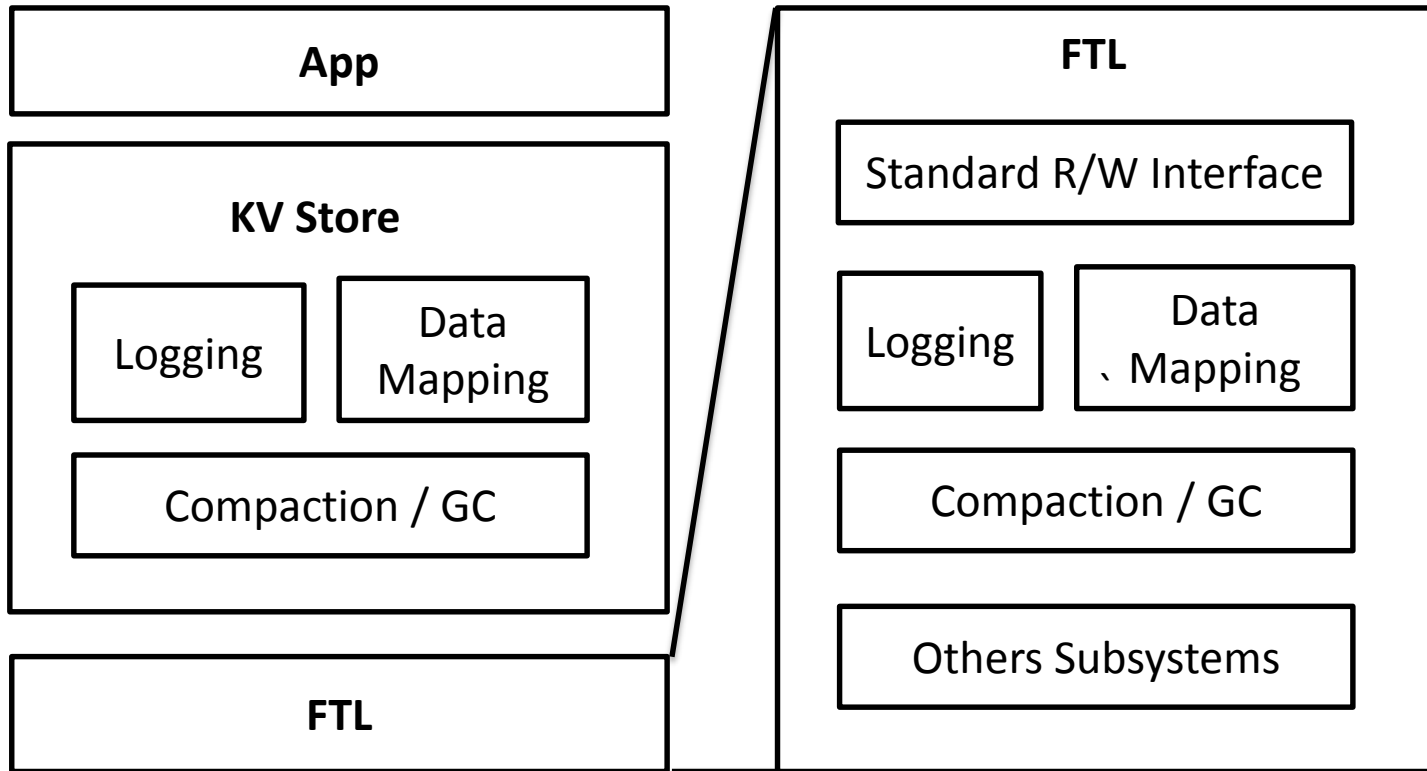 App
KV Store
Logging
Data
Mapping
Compaction / GC
FTL
FTL
Standard R/W Interface
Logging
Data
、Mapping
Compaction / GC
Others Subsystems